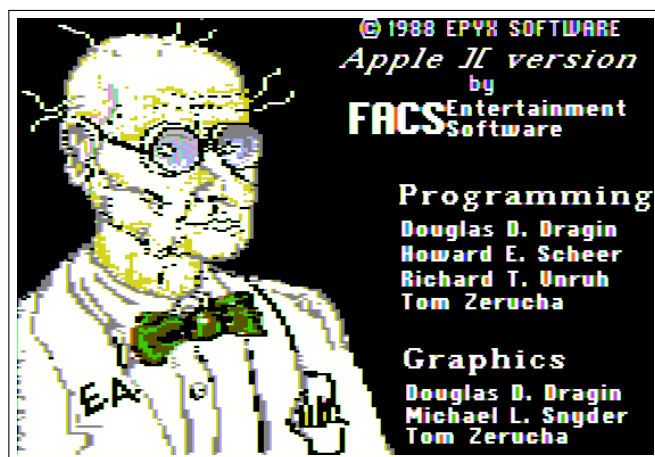 © 1988 EPYX SOFTWARE
Apple ][ version
by
FACS Entertainment
Software
Programming
Douglas D. Dragin
Howard E. Scheer
Richard T. Unruh
Tom Zerucha
Graphics
Douglas D. Dragin
Michael L. Snyder
Tom Zerucha
EA